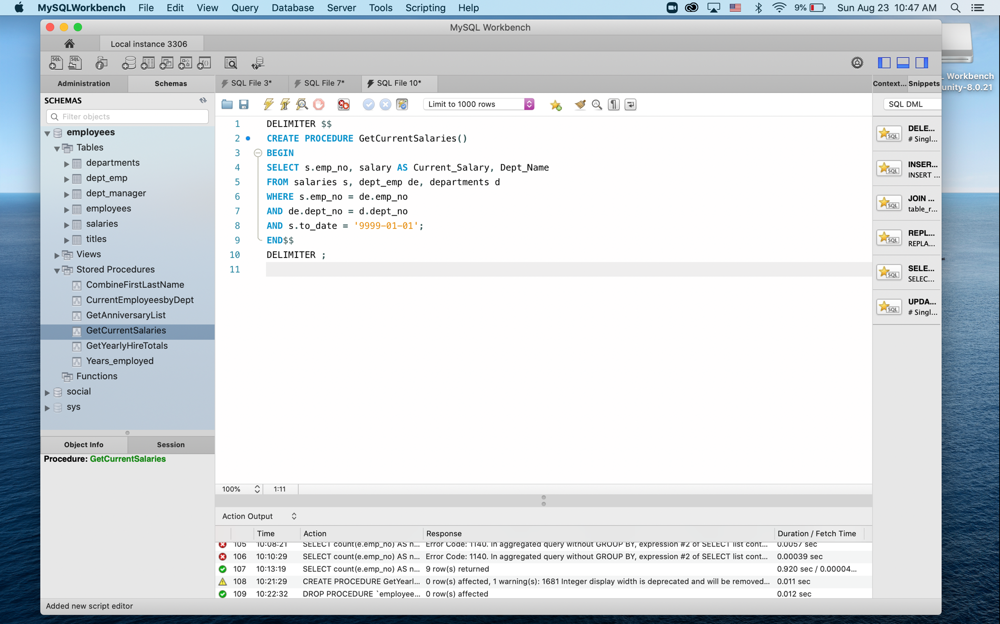 MySQLWorkbench File Edit View Query Database Server Tools Scripting Help 9% Sun Aug 23 10:47 AM
MySQL Workbench
Local instance 3306
Workbench
unity-8.0.21
Administration Schemas
SQL File 3* SQL File 7* SQL File 10*
Context... Snippets
SCHEMAS
Filter objects
Limit to 1000 rows
SQL DML
employees
Tables
departments
dept_emp
dept_manager
employees
salaries
titles
Views
Stored Procedures
CombineFirstLastName
CurrentEmployeesbyDept
GetAnniversaryList
GetCurrentSalaries
GetYearlyHireTotals
Years_employed
Functions
social
sys
1 DELIMITER $$
2 CREATE PROCEDURE GetCurrentSalaries()
3 BEGIN
4 SELECT s.emp_no, salary AS Current_Salary, Dept_Name
5 FROM salaries s, dept_emp de, departments d
6 WHERE s.emp_no = de.emp_no
7 AND de.dept_no = d.dept_no
8 AND s.to_date = '9999-01-01';
9 END$$
10 DELIMITER ;
11
DELE...
# Singl...
INSER...
INSERT ...
JOIN ...
table_r...
REPL...
REPLA...
SELE...
SELEC...
UPDA...
# Singl...
Object Info Session
Procedure: GetCurrentSalaries
100% 1:11
Action Output
Time Action Response Duration / Fetch Time
105 10:08:21 SELECT count(e.emp_no) AS n... Error Code: 1140. In aggregated query without GROUP BY, expression #2 of SELECT list cont... 0.0057 sec
106 10:10:29 SELECT count(e.emp_no) AS n... Error Code: 1140. In aggregated query without GROUP BY, expression #2 of SELECT list cont... 0.00039 sec
107 10:13:19 SELECT count(e.emp_no) AS n... 9 row(s) returned 0.920 sec / 0.00004...
108 10:21:29 CREATE PROCEDURE GetYearl... 0 row(s) affected, 1 warning(s): 1681 Integer display width is deprecated and will be removed... 0.011 sec
109 10:22:32 DROP PROCEDURE `employee... 0 row(s) affected 0.012 sec
Added new script editor